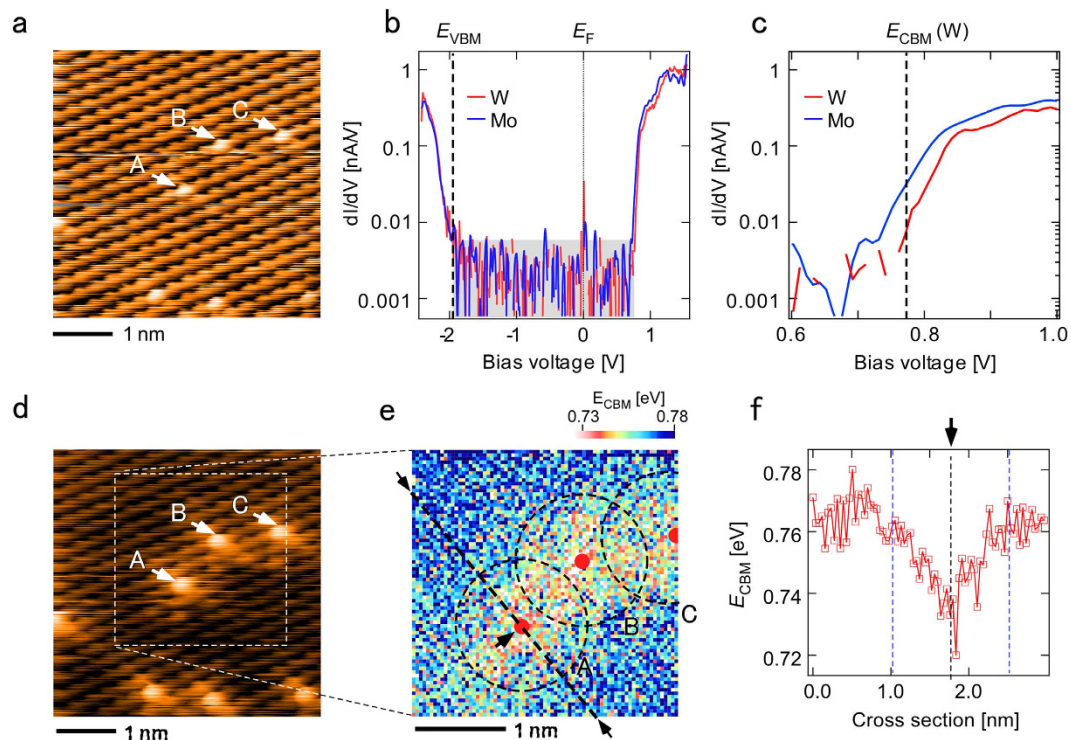 a
A
B
C
1 nm
b
E_VBM
E_F
W
Mo
dI/dV [nA/V]
1
0.1
0.01
0.001
-2
-1
0
1
Bias voltage [V]
c
E_CBM (W)
W
Mo
dI/dV [nA/V]
1
0.1
0.01
0.001
0.6
0.8
1.0
Bias voltage [V]
d
A
B
C
1 nm
e
E_CBM [eV]
0.73
0.78
A
B
C
1 nm
f
E_CBM [eV]
0.78
0.76
0.74
0.72
0.0
1.0
2.0
Cross section [nm]